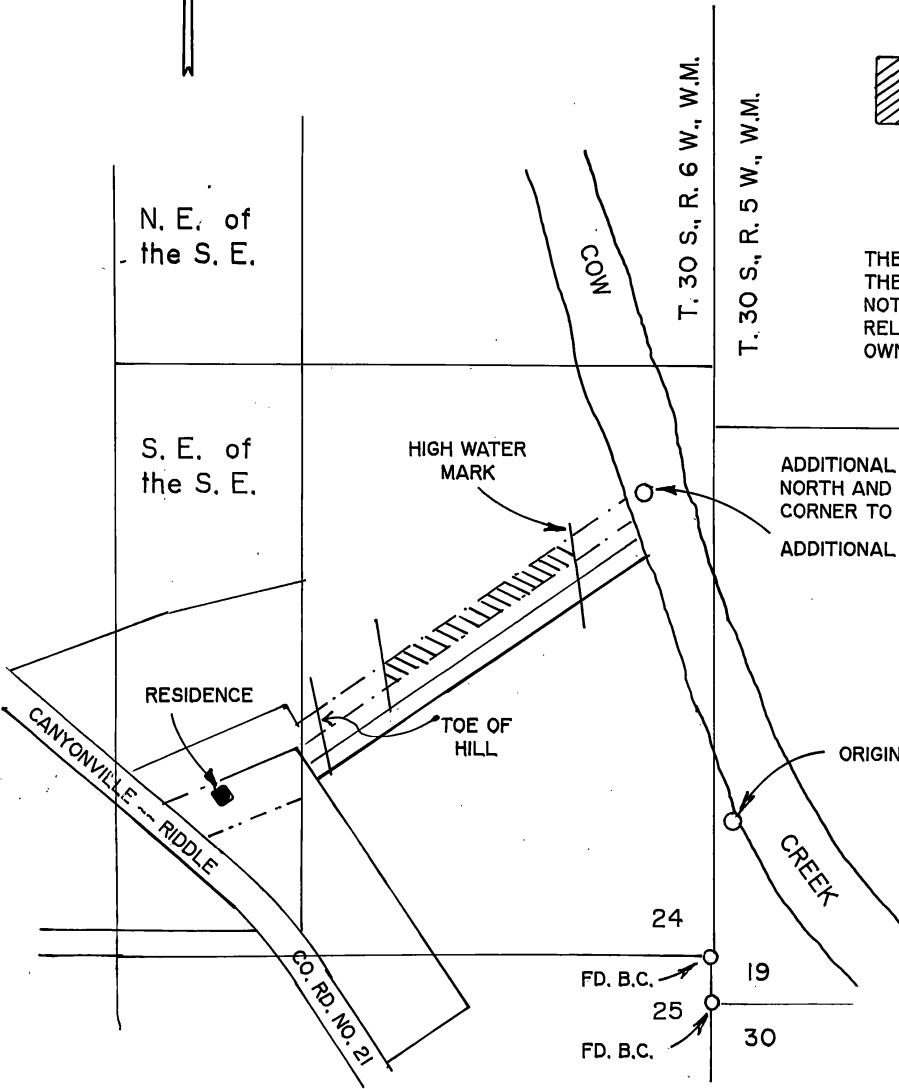 T. 30 S., R. 6 W., W.M.
T. 30 S., R. 5 W., W.M.
N. E. of
the S. E.
COW
THE
THE
NOT
REL
OWN
S. E. of
the S. E.
HIGH WATER
MARK
ADDITIONAL
NORTH AND
CORNER TO
ADDITIONAL
RESIDENCE
TOE OF
HILL
CANYONVILLE ~~ RIDDLE
ORIGIN
CREEK
24
FD. B.C.
19
25
FD. B.C.
30
CO. RD. NO. 21